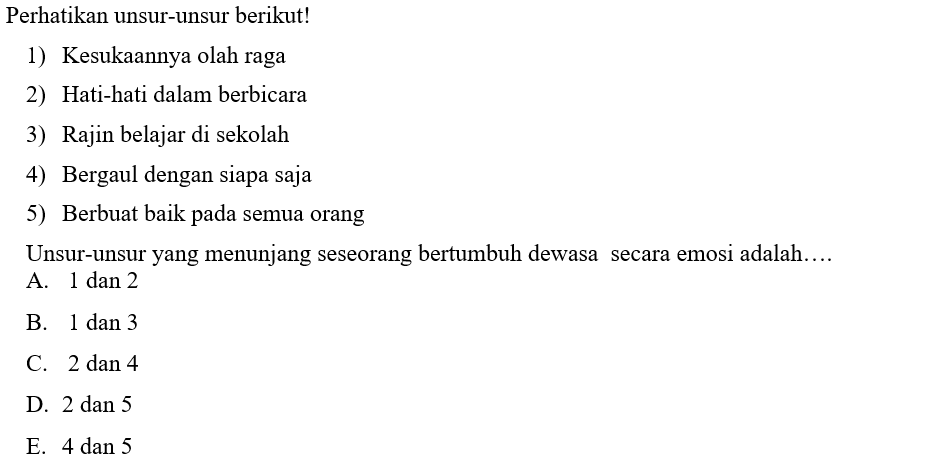 Perhatikan unsur-unsur berikut!
1) Kesukaannya olah raga
2) Hati-hati dalam berbicara
3) Rajin belajar di sekolah
4) Bergaul dengan siapa saja
5) Berbuat baik pada semua orang
Unsur-unsur yang menunjang seseorang bertumbuh dewasa secara emosi adalah….
A. 1 dan 2
B. 1 dan 3
C. 2 dan 4
D. 2 dan 5
E. 4 dan 5